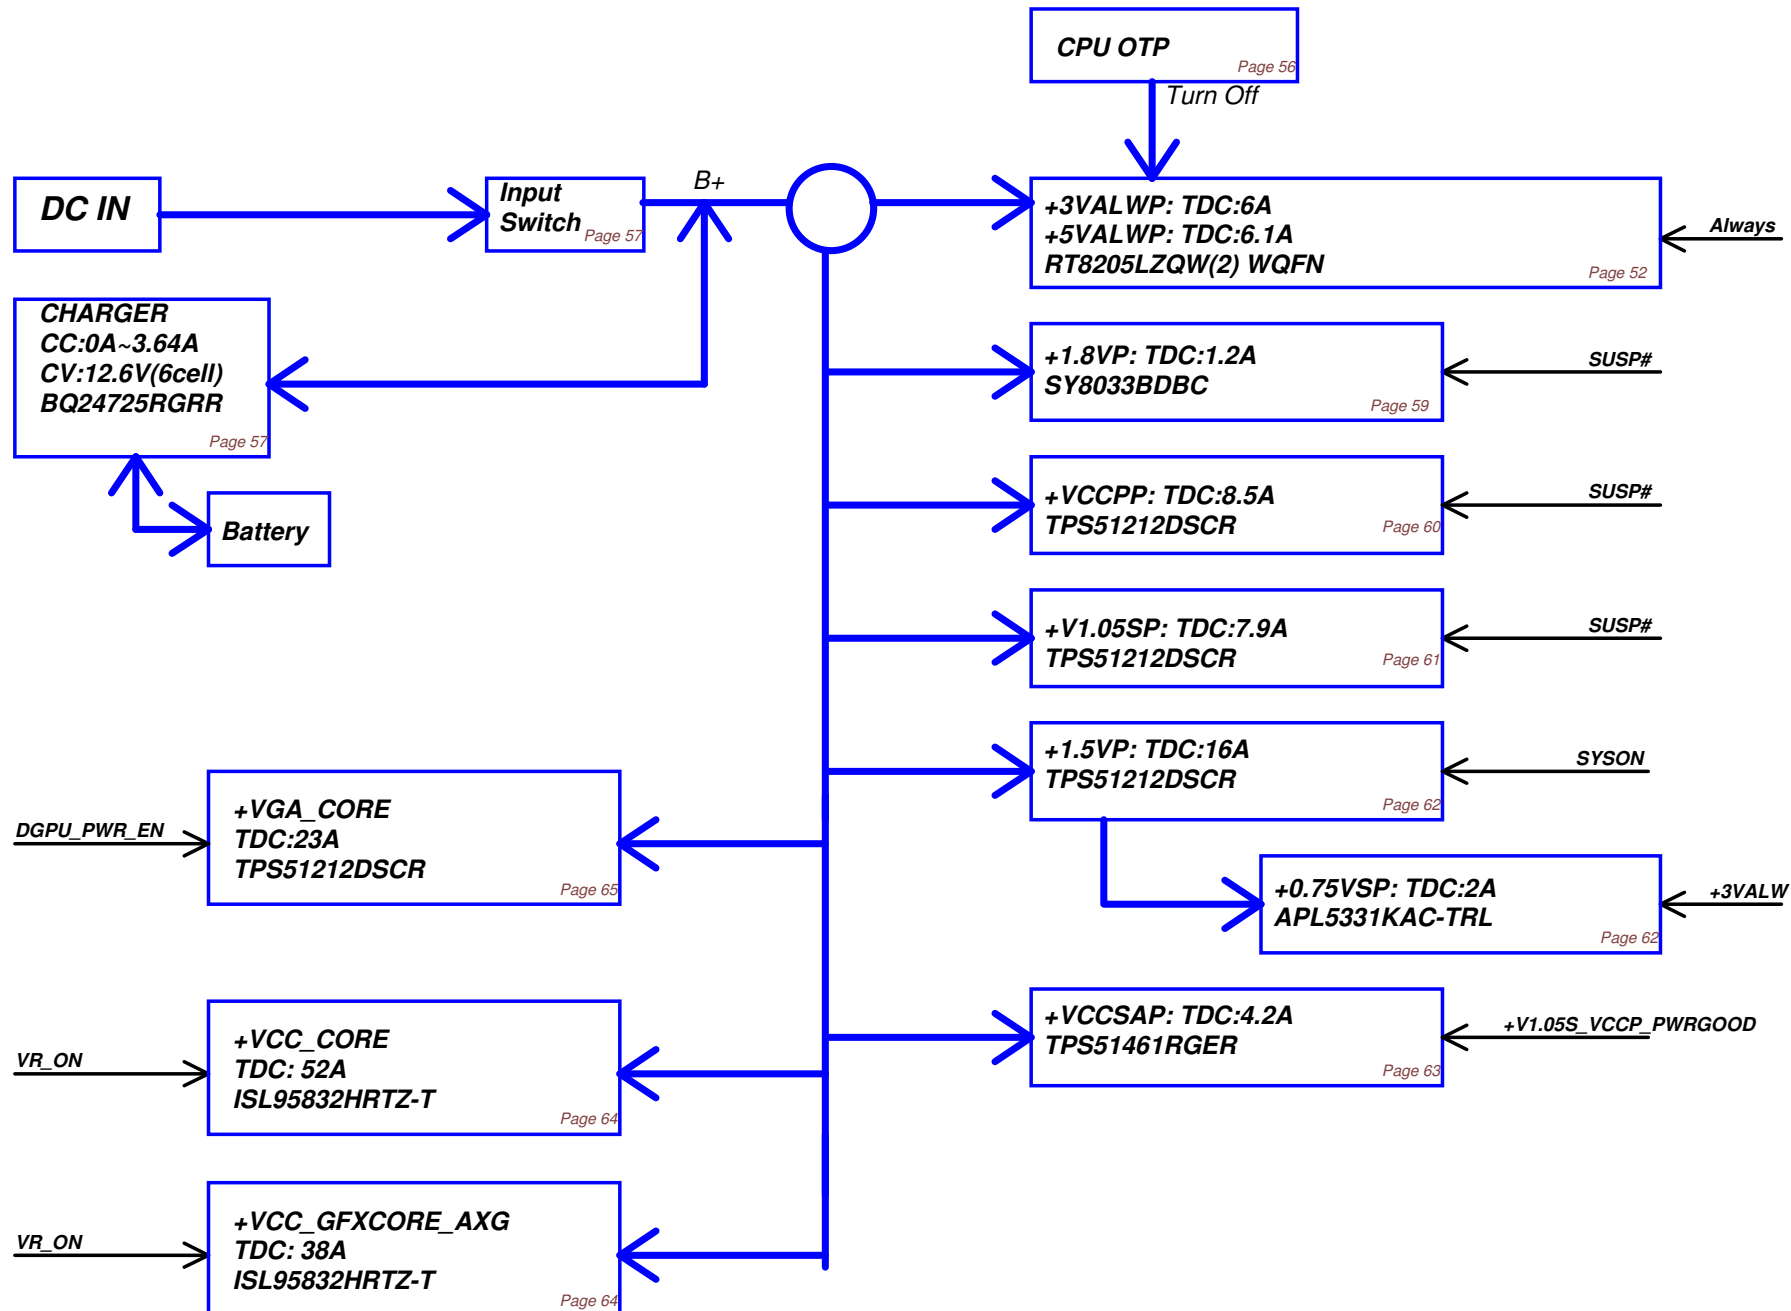 CPU OTP
Page 56
Turn Off
DC IN
Input
Switch
Page 57
B+
+3VALWP: TDC:6A
+5VALWP: TDC:6.1A
RT8205LZQW(2) WQFN
Page 52
Always
CHARGER
CC:0A~3.64A
CV:12.6V(6cell)
BQ24725RGRR
Page 57
Battery
+1.8VP: TDC:1.2A
SY8033BDBC
Page 59
SUSP#
+VCCPP: TDC:8.5A
TPS51212DSCR
Page 60
SUSP#
+V1.05SP: TDC:7.9A
TPS51212DSCR
Page 61
SUSP#
+1.5VP: TDC:16A
TPS51212DSCR
Page 62
SYSON
DGPU_PWR_EN
+VGA_CORE
TDC:23A
TPS51212DSCR
Page 65
+0.75VSP: TDC:2A
APL5331KAC-TRL
Page 62
+3VALW
VR_ON
+VCC_CORE
TDC: 52A
ISL95832HRTZ-T
Page 64
+VCCSAP: TDC:4.2A
TPS51461RGER
Page 63
+V1.05S_VCCP_PWRGOOD
VR_ON
+VCC_GFXCORE_AXG
TDC: 38A
ISL95832HRTZ-T
Page 64